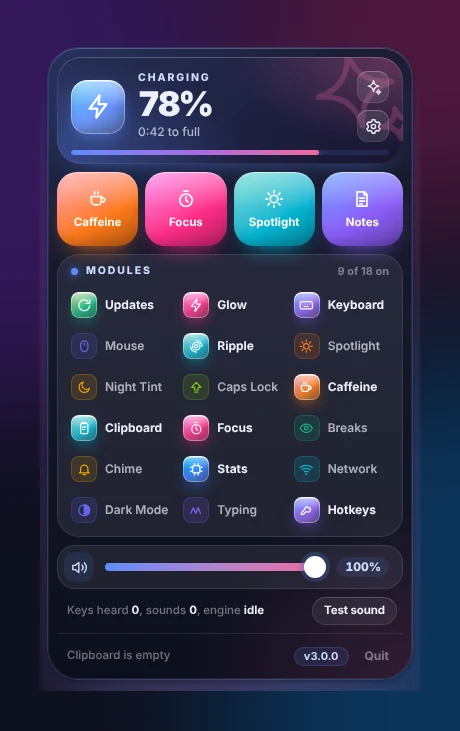 CHARGING
78%
0:42 to full
Caffeine Focus Spotlight Notes
MODULES 9 of 18 on
Updates Glow Keyboard
Mouse Ripple Spotlight
Night Tint Caps Lock Caffeine
Clipboard Focus Breaks
Chime Stats Network
Dark Mode Typing Hotkeys
100%
Keys heard 0, sounds 0, engine idle Test sound
Clipboard is empty v3.0.0 Quit